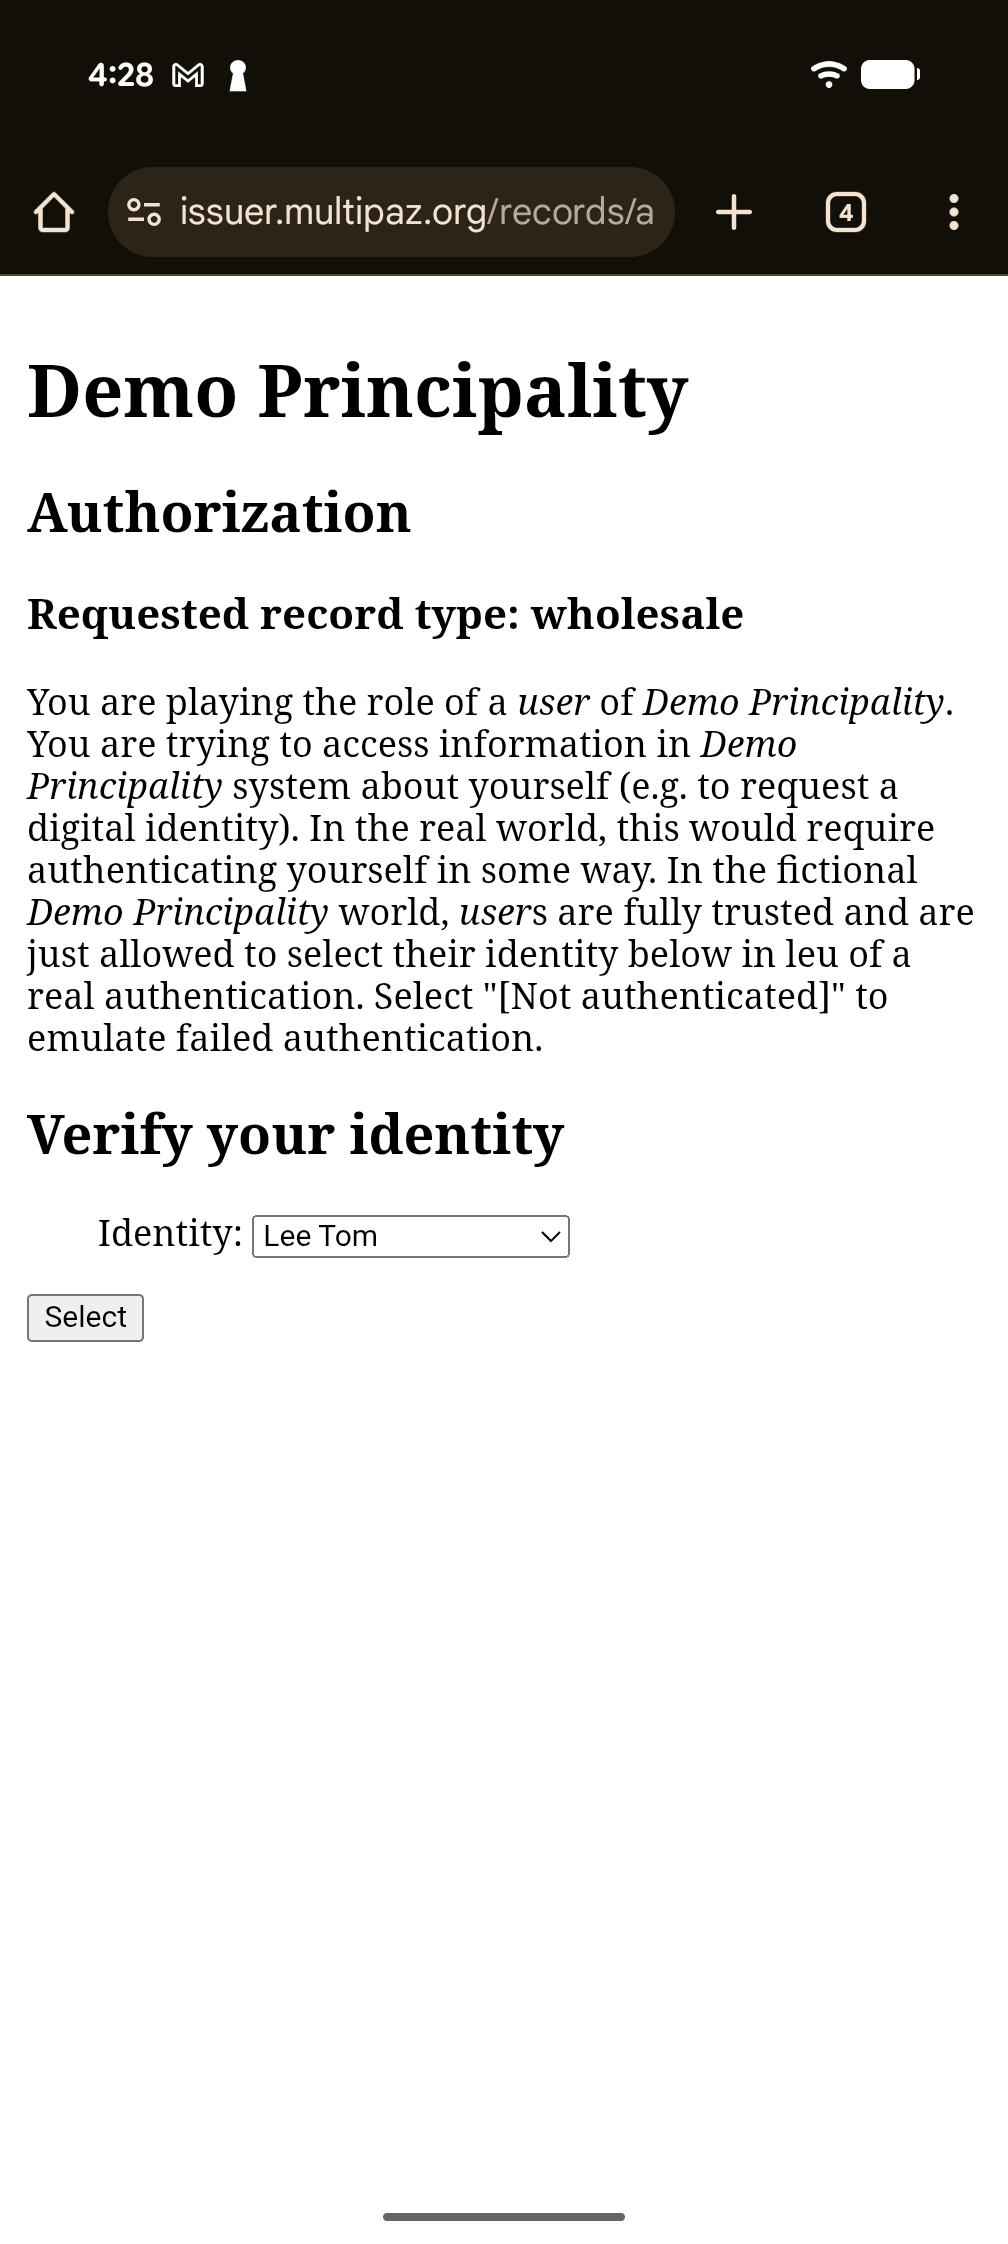 4:28
issuer.multipaz.org/records/a
4
Demo Principality
Authorization
Requested record type: wholesale
You are playing the role of a user of Demo Principality.
You are trying to access information in Demo
Principality system about yourself (e.g. to request a
digital identity). In the real world, this would require
authenticating yourself in some way. In the fictional
Demo Principality world, users are fully trusted and are
just allowed to select their identity below in leu of a
real authentication. Select "[Not authenticated]" to
emulate failed authentication.
Verify your identity
Identity: Lee Tom
Select